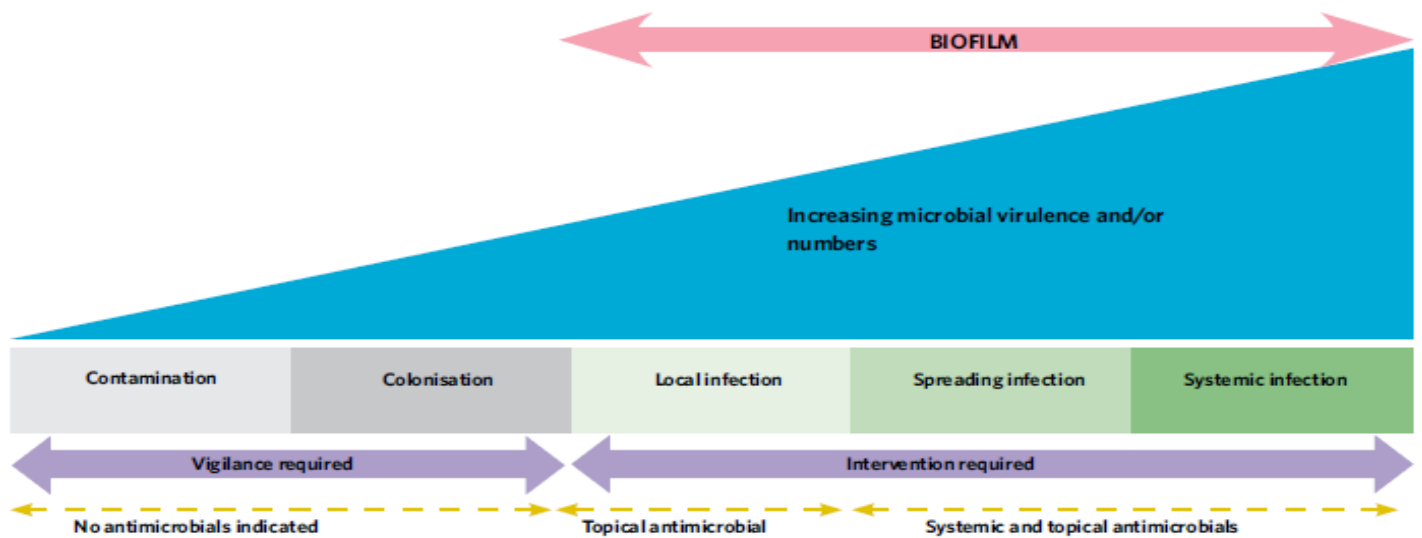 BIOFILM
Increasing microbial virulence and/or
numbers
Contamination
Colonisation
Local infection
Spreading infection
Systemic infection
Vigilance required
Intervention required
No antimicrobials indicated
Topical antimicrobial
Systemic and topical antimicrobials